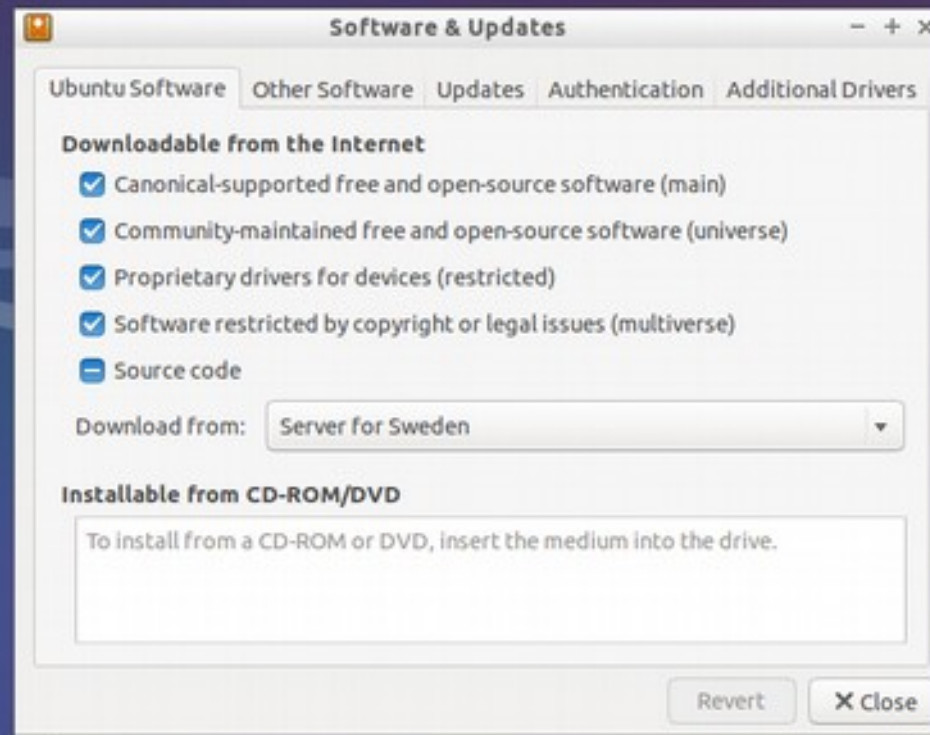 Software & Updates
Ubuntu Software Other Software Updates Authentication Additional Drivers
Downloadable from the Internet
Canonical-supported free and open-source software (main)
Community-maintained free and open-source software (universe)
Proprietary drivers for devices (restricted)
Software restricted by copyright or legal issues (multiverse)
Source code
Download from: Server for Sweden
Installable from CD-ROM/DVD
To install from a CD-ROM or DVD, insert the medium into the drive.
Revert Close